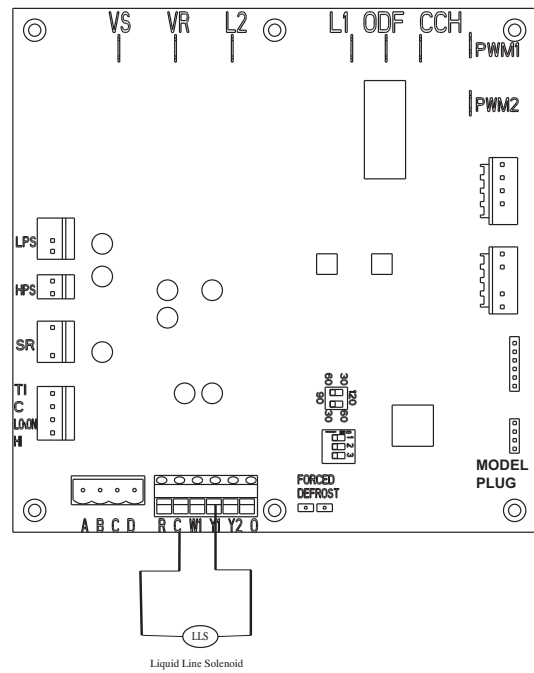 VS VR L2 L1 ODF CCH
PWM1
PWM2
LPS
HPS
SR
TI
C
LO\ON
HI
60 30
90 120
30 60
1
2
3
FORCED
DEFROST
MODEL
PLUG
A B C D R C W1 Y1 Y2 O
LLS
Liquid Line Solenoid